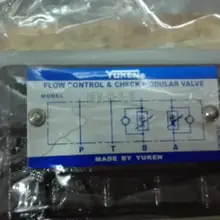 YUKEN
FLOW CONTROL & CHECK MODULAR VALVE
MODEL
P T B A
MADE BY YUKEN